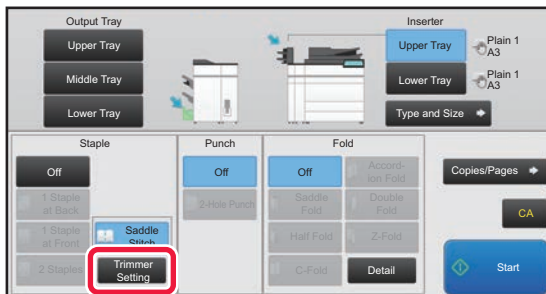 Output Tray
Inserter
Upper Tray
Upper Tray
Plain 1
A3
Middle Tray
Lower Tray
Plain 1
A3
Lower Tray
Type and Size
Staple
Punch
Fold
Off
Off
Off
Accord-
ion Fold
Copies/Pages
1 Staple
at Back
2-Hole Punch
Saddle
Fold
Double
Fold
1 Staple
at Front
Saddle
Stitch
Half Fold
Z-Fold
CA
2 Staples
Trimmer
Setting
C-Fold
Detail
Start